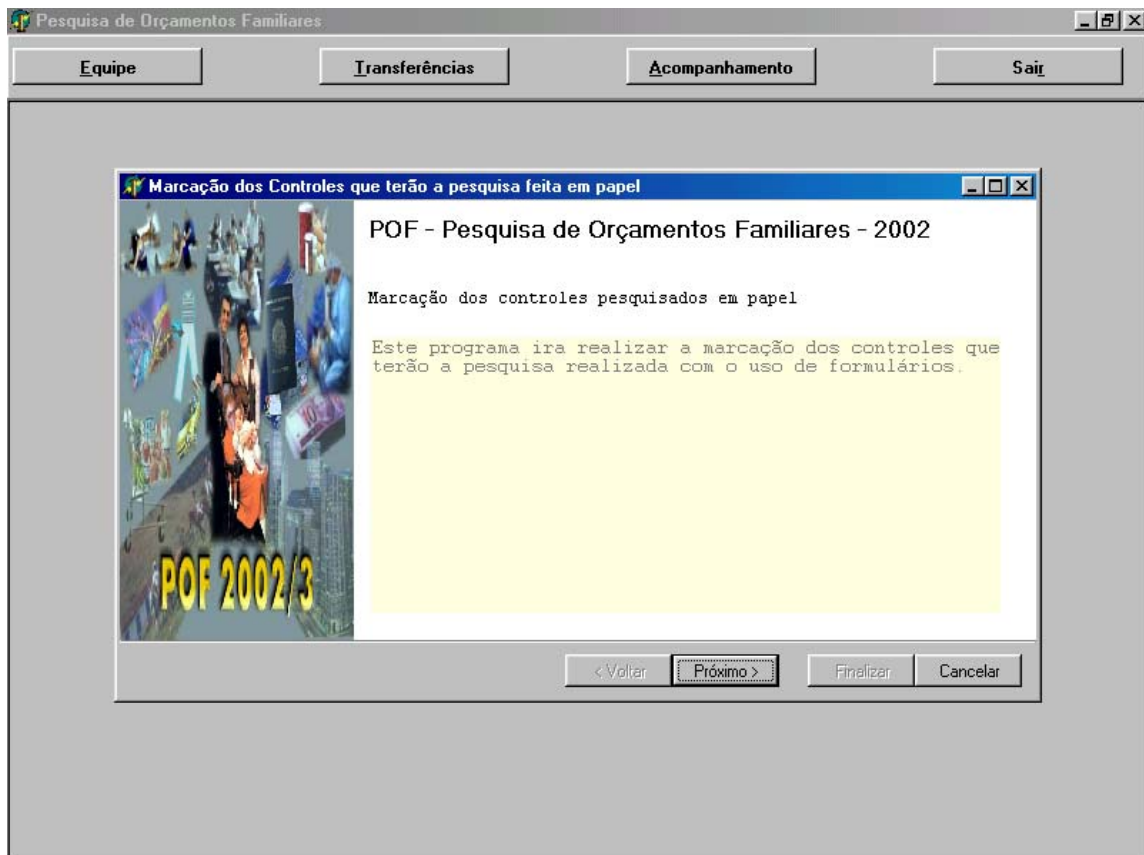 Pesquisa de Orçamentos Familiares
Equipe
Transferências
Acompanhamento
Sair
Marcação dos Controles que terão a pesquisa feita em papel
POF - Pesquisa de Orçamentos Familiares - 2002
Marcação dos controles pesquisados em papel
Este programa ira realizar a marcação dos controles que
terão a pesquisa realizada com o uso de formulários.
POF 2002/3
< Voltar
Próximo >
Finalizar
Cancelar